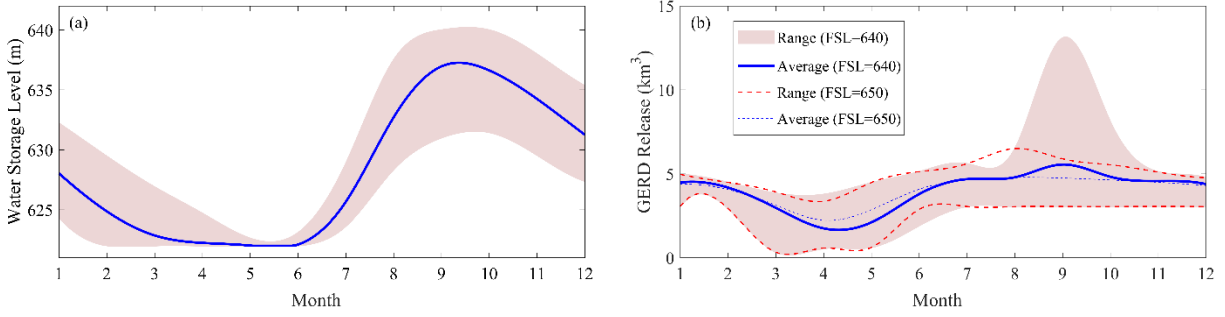 (a)
Water Storage Level (m)
640
635
630
625
1 2 3 4 5 6 7 8 9 10 11 12
Month
(b)
GERD Release (km³)
15
10
5
0
Range (FSL=640)
Average (FSL=640)
Range (FSL=650)
Average (FSL=650)
1 2 3 4 5 6 7 8 9 10 11 12
Month